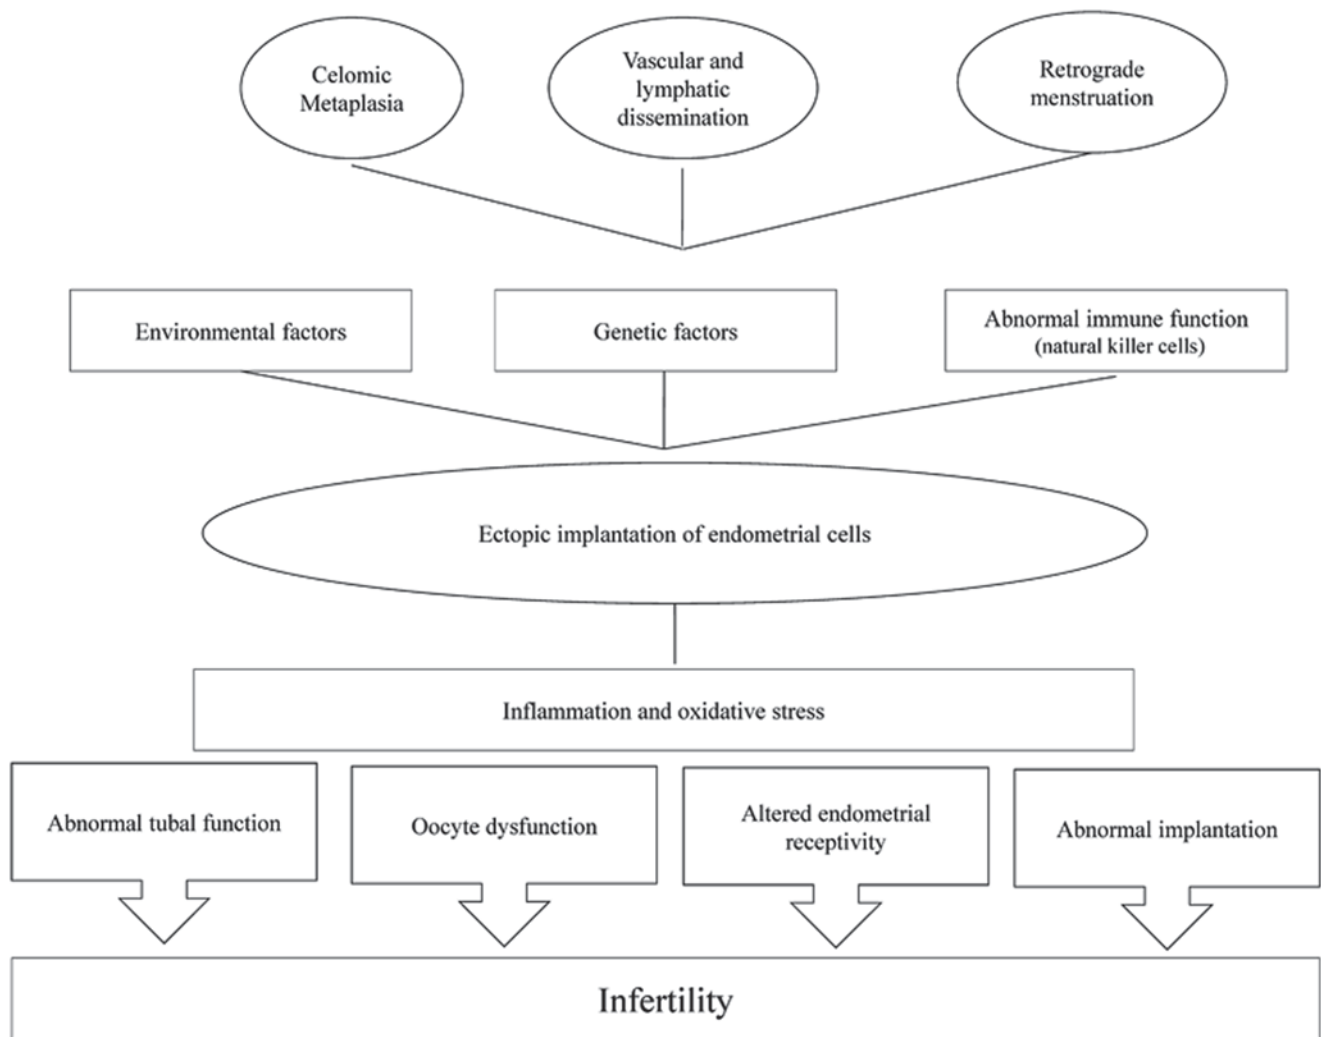 Celomic
Metaplasia
Vascular and
lymphatic
dissemination
Retrograde
menstruation
Environmental factors
Genetic factors
Abnormal immune function
(natural killer cells)
Ectopic implantation of endometrial cells
Inflammation and oxidative stress
Abnormal tubal function
Oocyte dysfunction
Altered endometrial
receptivity
Abnormal implantation
Infertility